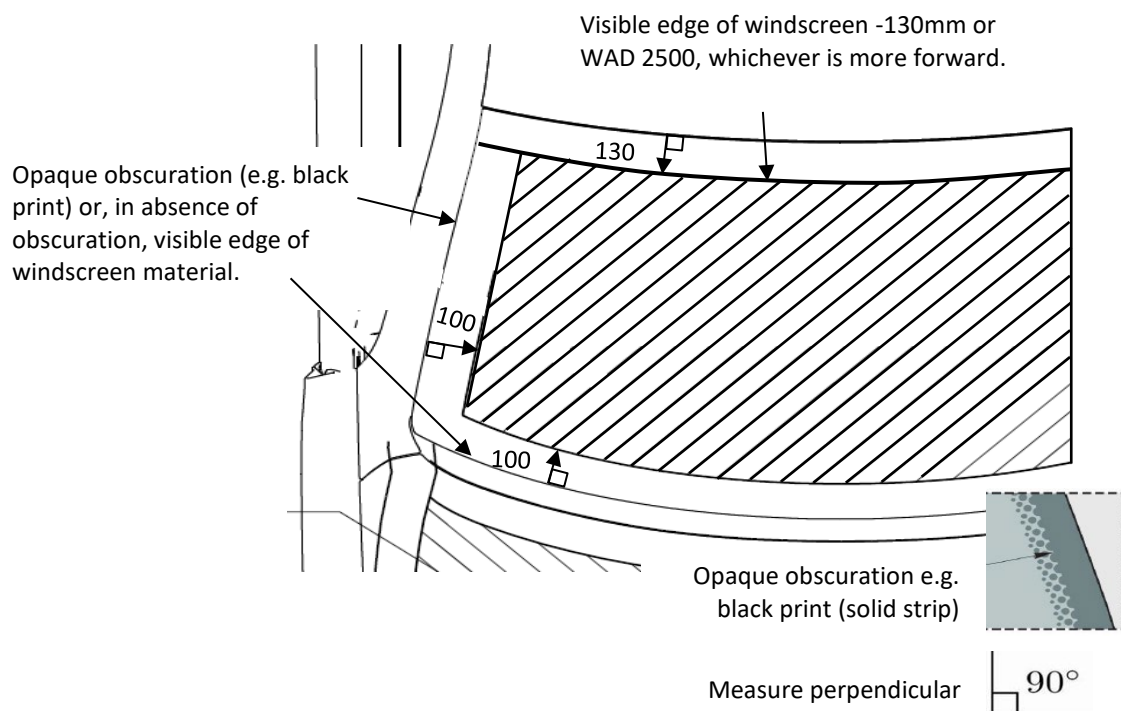 Visible edge of windscreen -130mm or
WAD 2500, whichever is more forward.
130
Opaque obscuration (e.g. black
print) or, in absence of
obscuration, visible edge of
windscreen material.
100
100
Opaque obscuration e.g.
black print (solid strip)
Measure perpendicular
90°